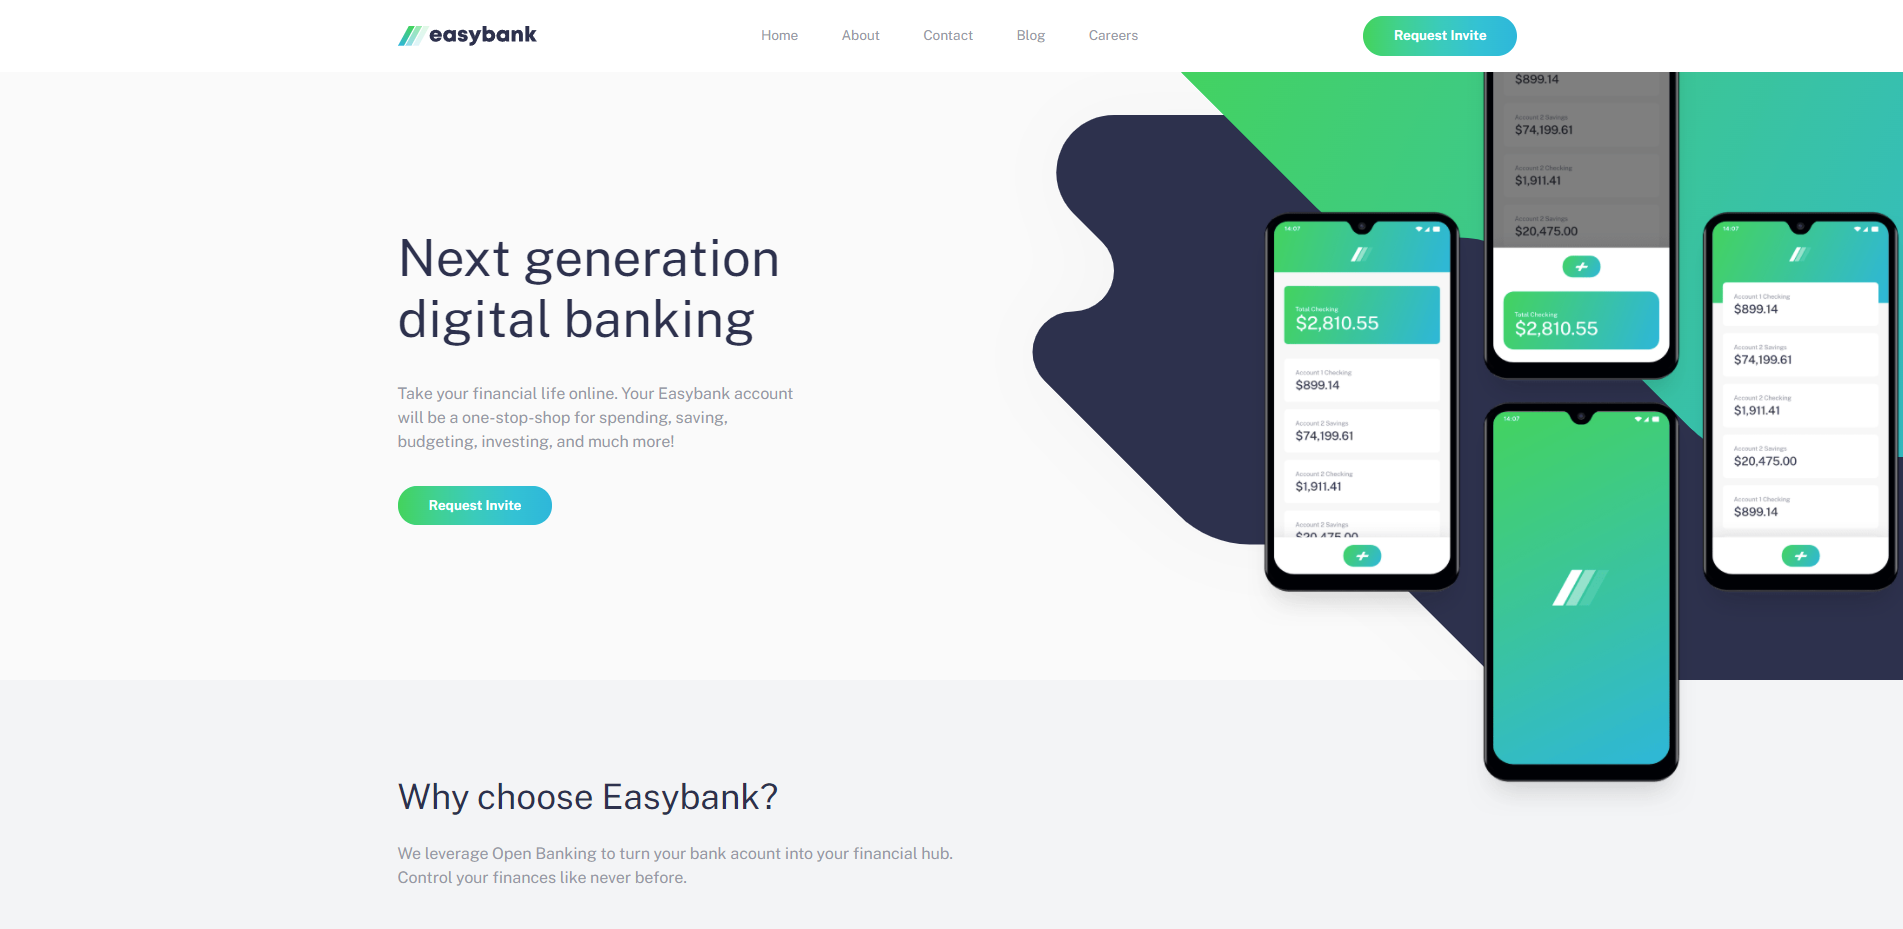 easybank
Home
About
Contact
Blog
Careers
Request Invite
Next generation
digital banking
Take your financial life online. Your Easybank account
will be a one-stop-shop for spending, saving,
budgeting, investing, and much more!
Request Invite
14:07
Total Checking
$2,810.55
Account 1 Checking
$899.14
Account 2 Savings
$74,199.61
Account 2 Checking
$1,911.41
Account 2 Savings
$20,475.00
$899.14
Account 2 Savings
$74,199.61
Account 2 Checking
$1,911.41
Account 2 Savings
$20,475.00
Total Checking
$2,810.55
14:07
14:07
Account 1 Checking
$899.14
Account 2 Savings
$74,199.61
Account 2 Checking
$1,911.41
Account 2 Savings
$20,475.00
Account 1 Checking
$899.14
Why choose Easybank?
We leverage Open Banking to turn your bank acount into your financial hub.
Control your finances like never before.